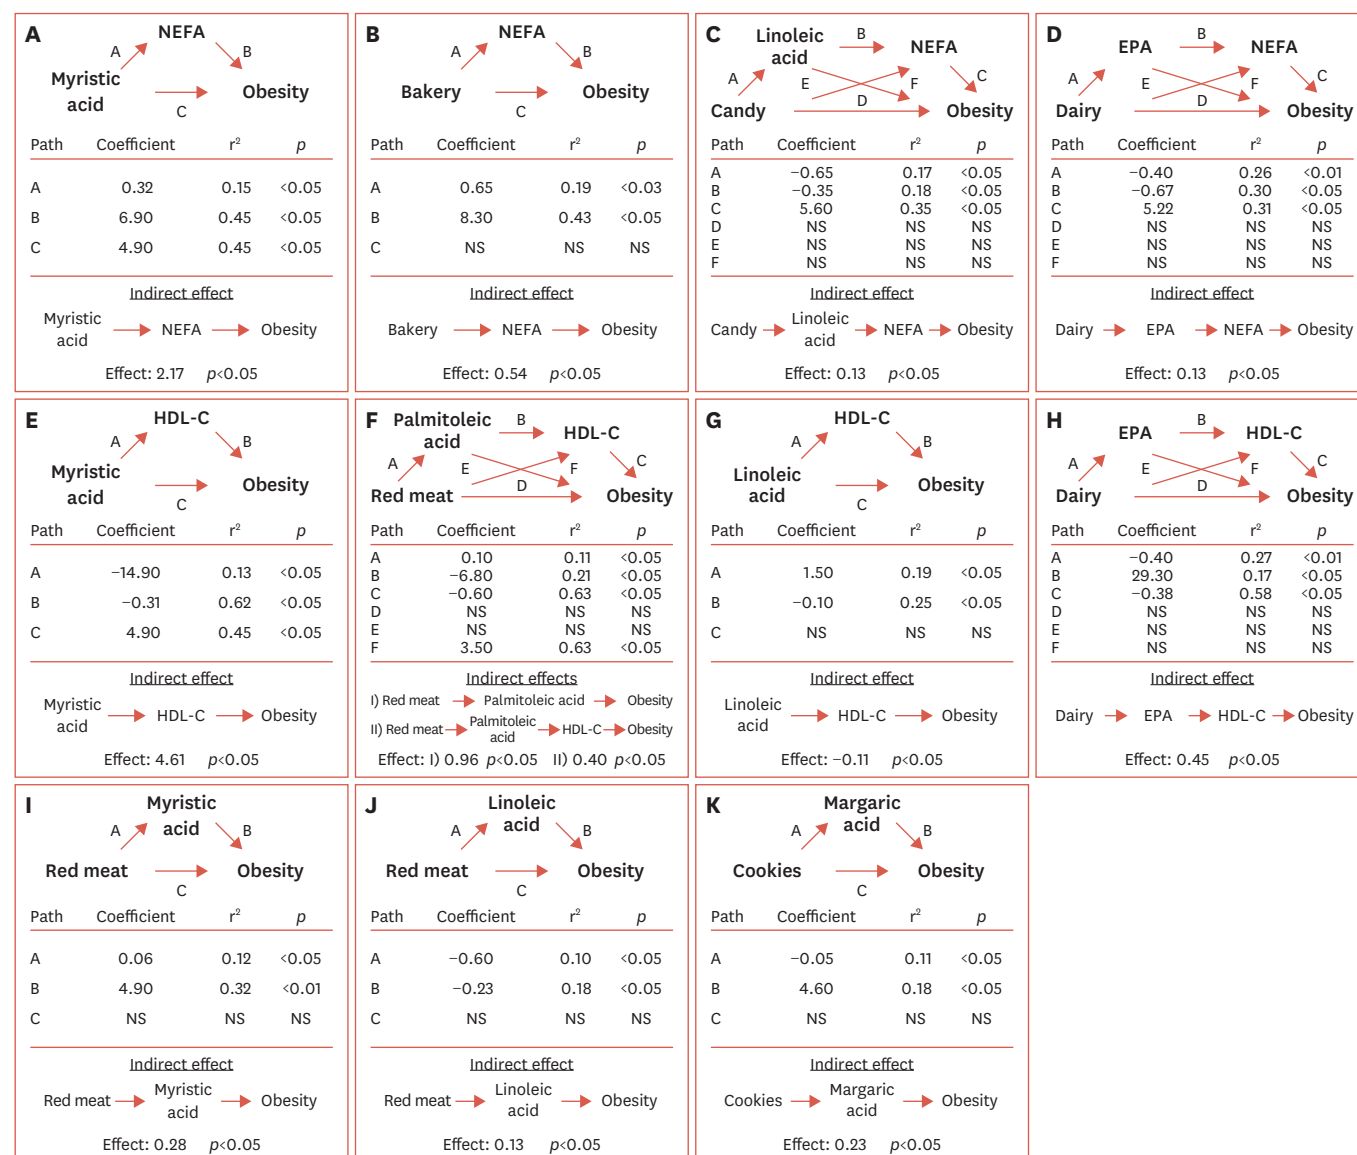 A
NEFA
A
B
Myristic
acid
Obesity
C
Path Coefficient r² p
A 0.32 0.15 <0.05
B 6.90 0.45 <0.05
C 4.90 0.45 <0.05
Indirect effect
Myristic
acid
NEFA Obesity
Effect: 2.17 p<0.05
B
NEFA
A
B
Bakery
Obesity
C
Path Coefficient r² p
A 0.65 0.19 <0.03
B 8.30 0.43 <0.05
C NS NS NS
Indirect effect
Bakery NEFA Obesity
Effect: 0.54 p<0.05
C
Linoleic
acid
B
NEFA
A
E
F
C
D
Candy
Obesity
Path Coefficient r² p
A −0.65 0.17 <0.05
B −0.35 0.18 <0.05
C 5.60 0.35 <0.05
D NS NS NS
E NS NS NS
F NS NS NS
Indirect effect
Candy
Linoleic
acid
NEFA Obesity
Effect: 0.13 p<0.05
D
EPA
B
NEFA
A
E
F
C
D
Dairy
Obesity
Path Coefficient r² p
A −0.40 0.26 <0.01
B −0.67 0.30 <0.05
C 5.22 0.31 <0.05
D NS NS NS
E NS NS NS
F NS NS NS
Indirect effect
Dairy EPA NEFA Obesity
Effect: 0.13 p<0.05
E
HDL-C
A
B
Myristic
acid
Obesity
C
Path Coefficient r² p
A −14.90 0.13 <0.05
B −0.31 0.62 <0.05
C 4.90 0.45 <0.05
Indirect effect
Myristic
acid
HDL-C Obesity
Effect: 4.61 p<0.05
F
Palmitoleic
acid
B
HDL-C
A
E
F
C
D
Red meat
Obesity
Path Coefficient r² p
A 0.10 0.11 <0.05
B −6.80 0.21 <0.05
C −0.60 0.63 <0.05
D NS NS NS
E NS NS NS
F 3.50 0.63 <0.05
Indirect effects
I) Red meat Palmitoleic acid Obesity
II) Red meat
Palmitoleic
acid
HDL-C Obesity
Effect: I) 0.96 p<0.05 II) 0.40 p<0.05
G
HDL-C
A
B
Linoleic
acid
Obesity
C
Path Coefficient r² p
A 1.50 0.19 <0.05
B −0.10 0.25 <0.05
C NS NS NS
Indirect effect
Linoleic
acid
HDL-C Obesity
Effect: −0.11 p<0.05
H
EPA
B
HDL-C
A
E
F
C
D
Dairy
Obesity
Path Coefficient r² p
A −0.40 0.27 <0.01
B 29.30 0.17 <0.05
C −0.38 0.58 <0.05
D NS NS NS
E NS NS NS
F NS NS NS
Indirect effect
Dairy EPA HDL-C Obesity
Effect: 0.45 p<0.05
I
Myristic
acid
A
B
Red meat
Obesity
C
Path Coefficient r² p
A 0.06 0.12 <0.05
B 4.90 0.32 <0.01
C NS NS NS
Indirect effect
Red meat
Myristic
acid
Obesity
Effect: 0.28 p<0.05
J
Linoleic
acid
A
B
Red meat
Obesity
C
Path Coefficient r² p
A −0.60 0.10 <0.05
B −0.23 0.18 <0.05
C NS NS NS
Indirect effect
Red meat
Linoleic
acid
Obesity
Effect: 0.13 p<0.05
K
Margaric
acid
A
B
Cookies
Obesity
C
Path Coefficient r² p
A −0.05 0.11 <0.05
B 4.60 0.18 <0.05
C NS NS NS
Indirect effect
Cookies
Margaric
acid
Obesity
Effect: 0.23 p<0.05